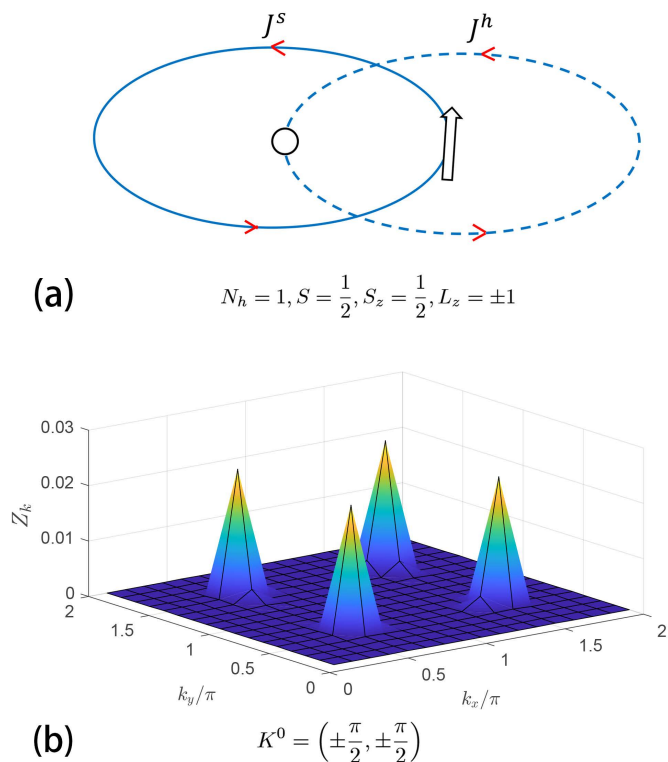 J^s J^h
(a) N_h = 1, S = 1/2, S_z = 1/2, L_z = ±1
0.03
0.02
0.01
0
Z_k
2
1.5
1
0.5
0
k_y/π
0
0.5
1
1.5
2
k_x/π
(b) K^0 = (±π/2, ±π/2)